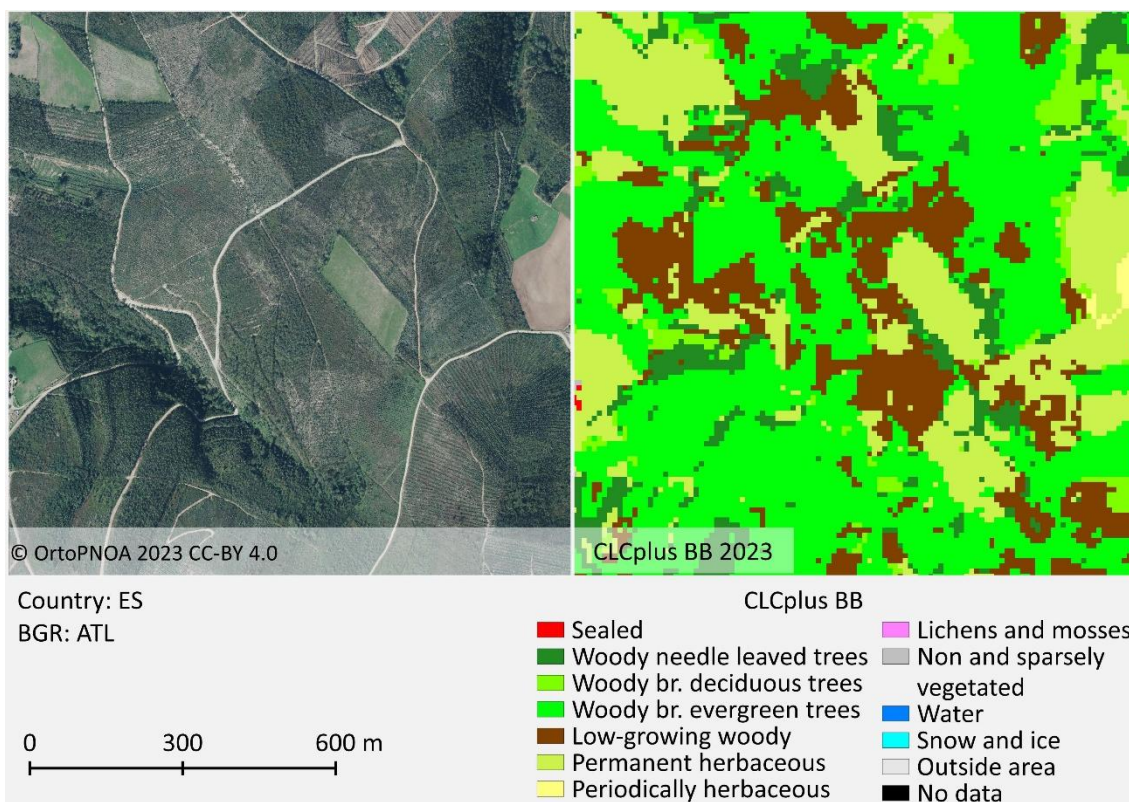 © OrtoPNOA 2023 CC-BY 4.0
CLCplus BB 2023
Country: ES
BGR: ATL
0 300 600 m
CLCplus BB
Sealed
Woody needle leaved trees
Woody br. deciduous trees
Woody br. evergreen trees
Low-growing woody
Permanent herbaceous
Periodically herbaceous
Lichens and mosses
Non and sparsely
vegetated
Water
Snow and ice
Outside area
No data